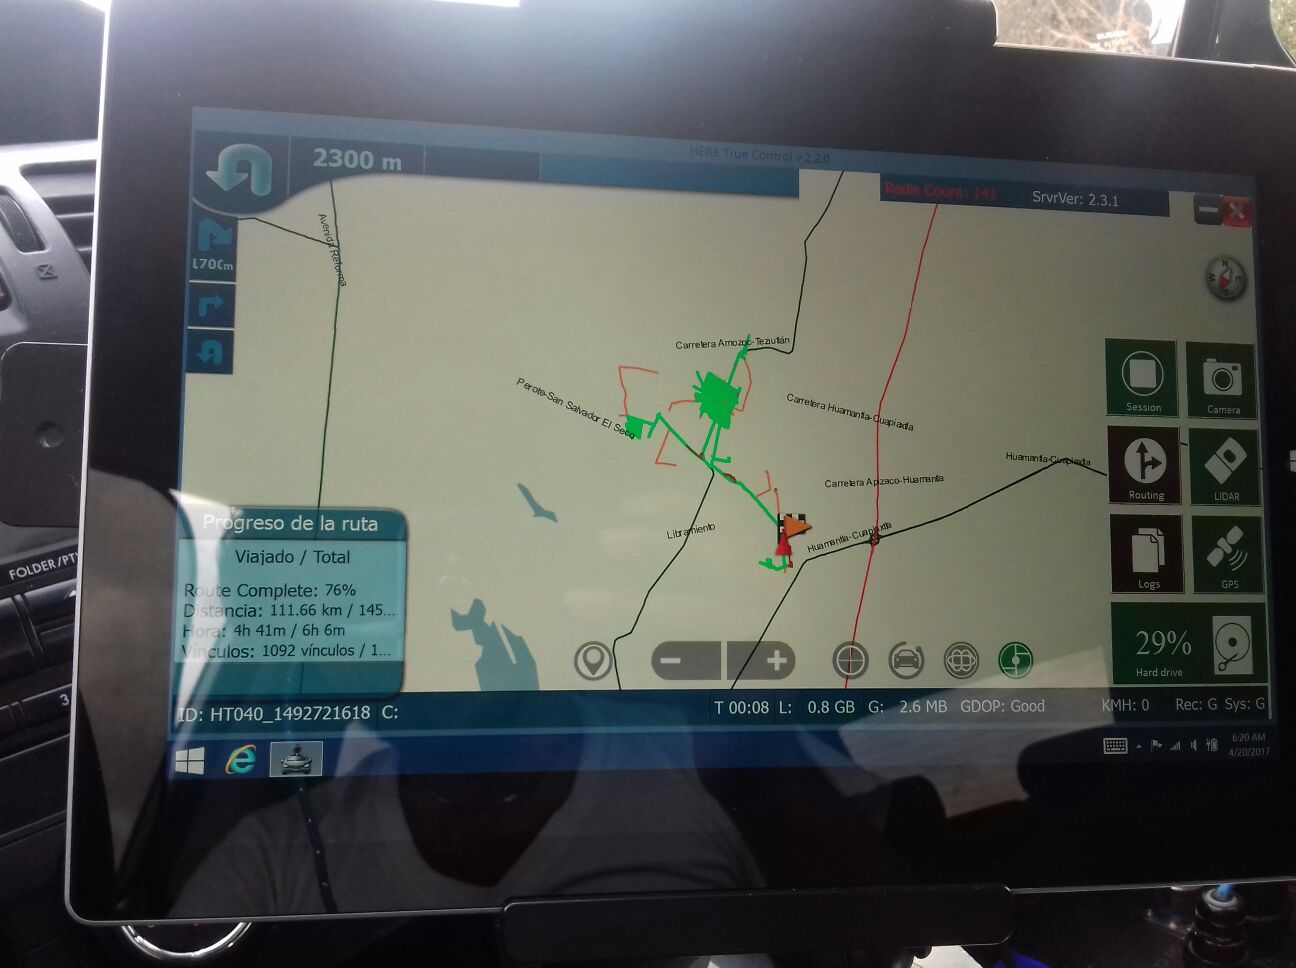 2300 m
HERE True Control v.2.2.0
Redis Count: 141
SrvrVer: 2.3.1
Avenida Reforma
N
Carretera Amozoc-Teziutlán
Perote-San Salvador El Seco
Carretera Huamantla-Cuapiaxtla
Huamantla-Cuapiaxtla
Carretera Apizaco-Huamantla
Libramiento
Huamantla-Cuapiaxtla
Session
Camera
Routing
LIDAR
Logs
GPS
29%
Hard drive
Progreso de la ruta
Viajado / Total
Route Complete: 76%
Distancia: 111.66 km / 145...
Hora: 4h 41m / 6h 6m
Vínculos: 1092 vínculos / 1...
ID: HT040_1492721618 C:
T 00:08 L: 0.8 GB G: 2.6 MB GDOP: Good
KMH: 0 Rec: G Sys: G
6:20 AM
4/20/2017
3